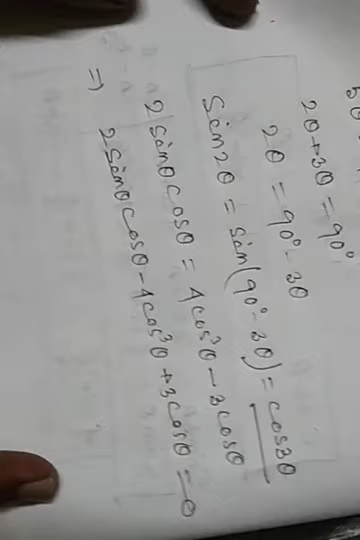 5θ
2θ+3θ = 90°
2θ = 90° - 3θ
Sin2θ = sin(90°-3θ) = cos3θ
2 sinθ cosθ = 4cos³θ - 3cosθ
=) 2sinθ cosθ - 4cos³θ + 3cosθ = 0